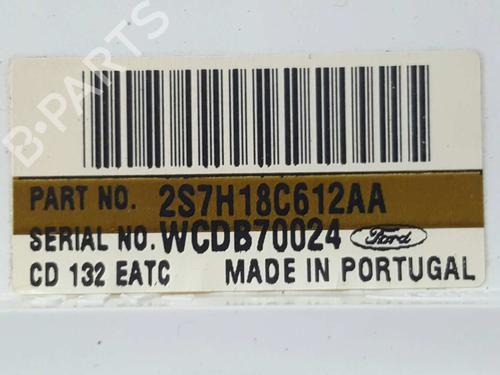 B-PARTS
PART NO. 2S7H18C612AA
SERIAL NO. WCDB70024 Ford
CD 132 EATC MADE IN PORTUGAL